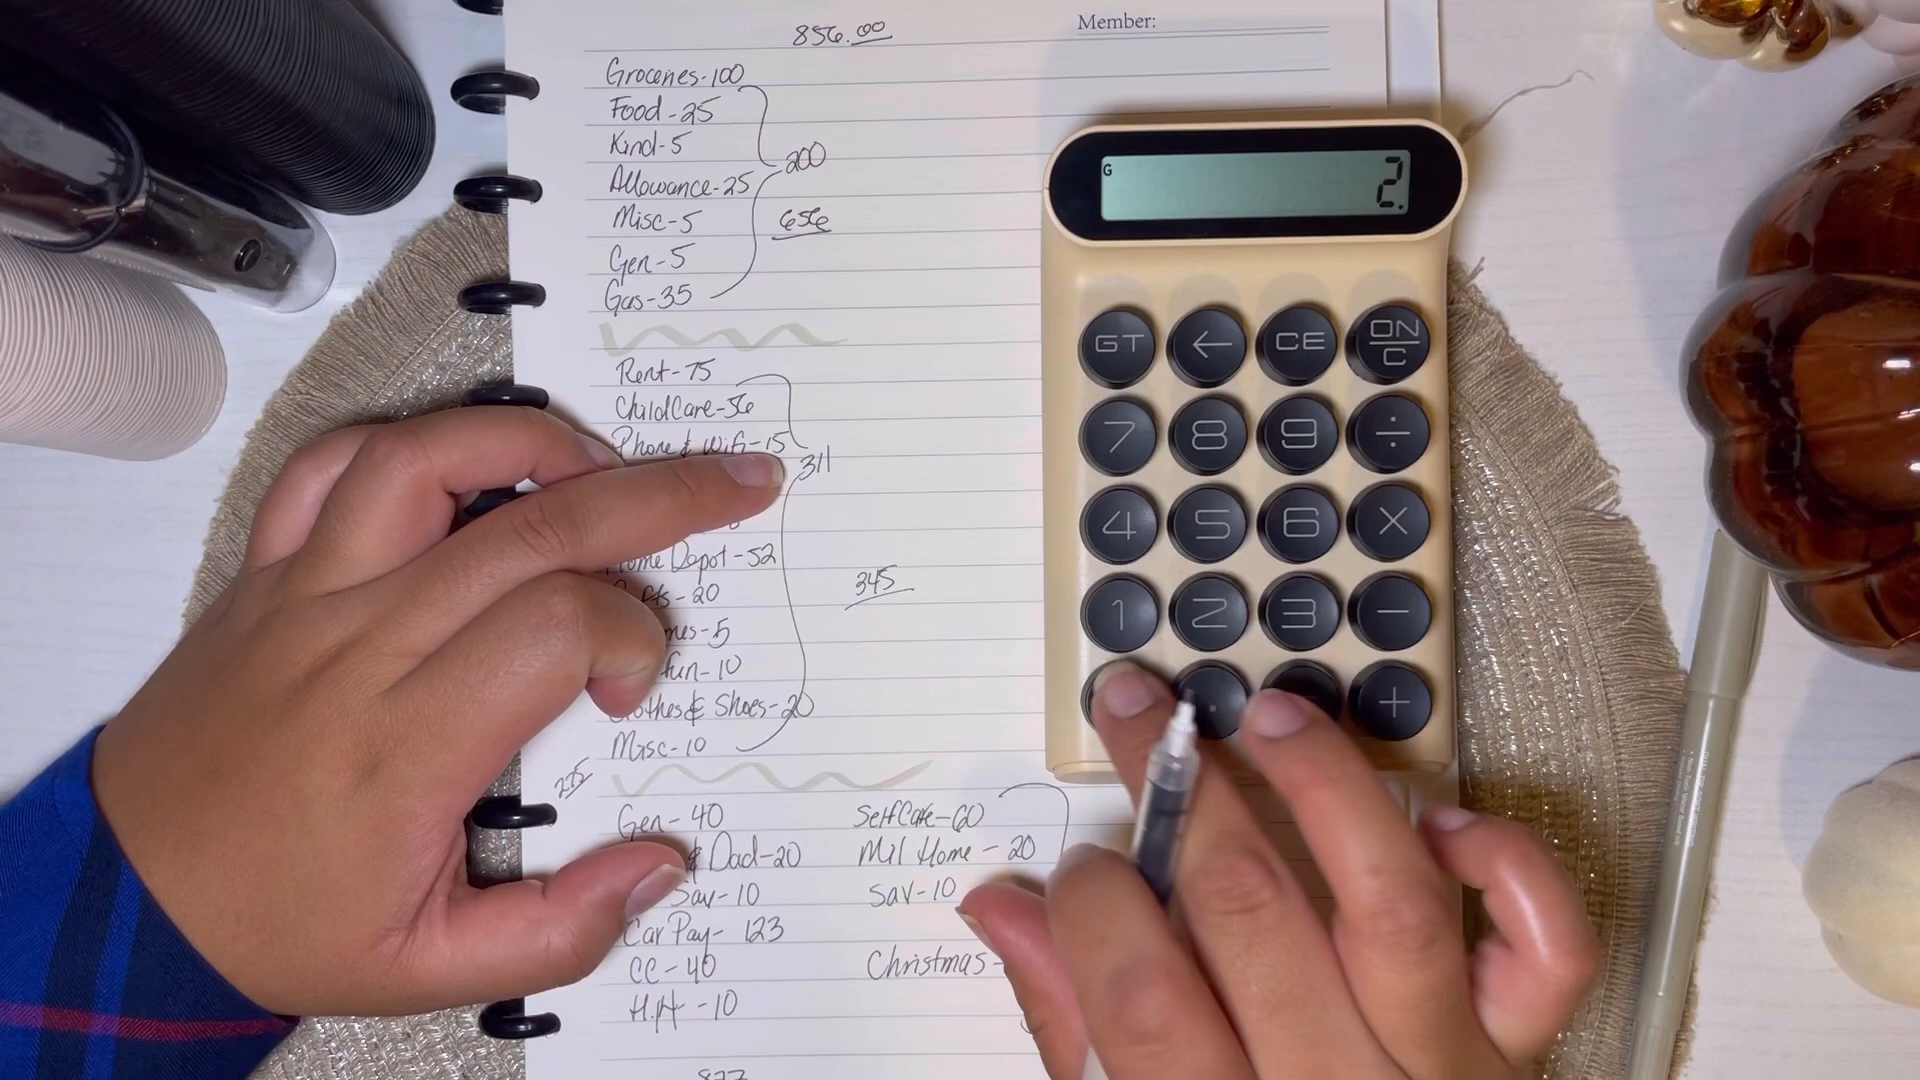 856.00
Member:
Groceries-100
Food-25
Kind-5
200
Allowance-25
Misc-5
656
Gen-5
Gas-35
Rent-75
ChildCare-56
Phone & Wifi-15
311
Home Depot-52
345
-20
-5
fun-10
Clothes & Shoes-20
Misc-10
275
Gen-40
SelfCare-60
& Dad-20
Mil Home-20
Sav-10
Sav-10
Car Pay-123
CC-40
Christmas-
H.H-10
877
G
2.
GT ← CE ON/C
7 8 9 ÷
4 5 6 X
1 2 3 −
. +